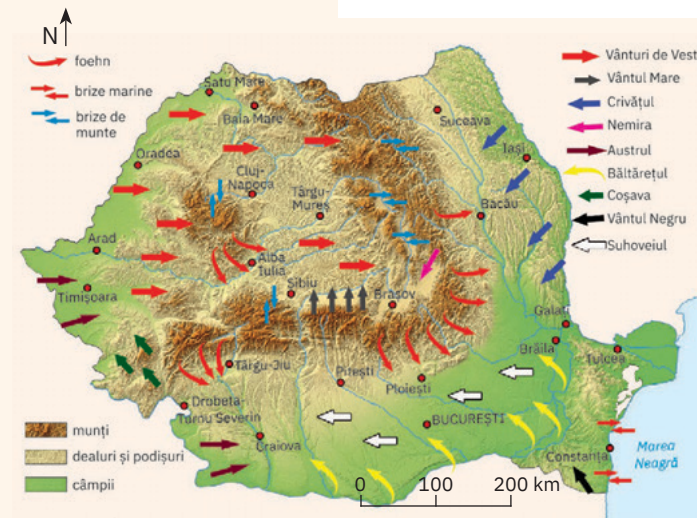 N
foehn
brize marine
brize de
munte
Vânturi de Vest
Vântul Mare
Crivățul
Nemira
Austrul
Băltărețul
Coșava
Vântul Negru
Suhoveiul
Satu Mare
Baia Mare
Suceava
Oradea
Iași
Cluj-
Napoca
Târgu-
Mureș
Bacău
Arad
Alba
Iulia
Timișoara
Sibiu
Brașov
Galați
Brăila
Tulcea
Târgu-Jiu
Pitești
Ploiești
Drobeta-
Turnu Severin
BUCUREȘTI
Craiova
Constanța
Marea
Neagră
munți
dealuri și podișuri
câmpii
0 100 200 km